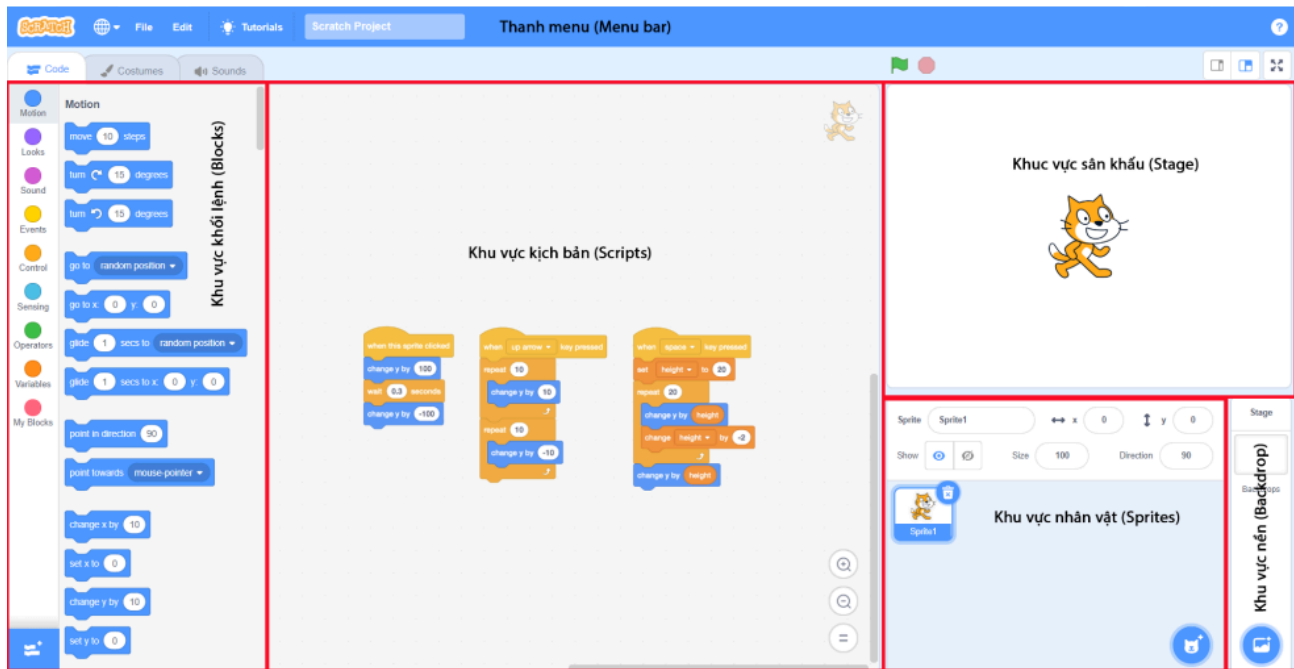 SCRATCH File Edit Tutorials Scratch Project Thanh menu (Menu bar) ?
Code Costumes Sounds
Motion
Looks
Sound
Events
Control
Sensing
Operators
Variables
My Blocks
Motion
move 10 steps
turn 15 degrees
turn 15 degrees
go to random position
go to x: 0 y: 0
glide 1 secs to random position
glide 1 secs to x: 0 y: 0
point in direction 90
point towards mouse-pointer
change x by 10
set x to 0
change y by 10
set y to 0
Khu vực khối lệnh (Blocks)
Khu vực kịch bản (Scripts)
when this sprite clicked
change y by 100
wait 0.3 seconds
change y by -100
when up arrow key pressed
repeat 10
change y by 10
repeat 10
change y by -10
when space key pressed
set height to 20
repeat 20
change y by height
change height by -2
change y by height
Khuc vực sân khấu (Stage)
Sprite Sprite1 x 0 y 0
Show Size 100 Direction 90
Sprite1
Khu vực nhân vật (Sprites)
Stage
Backdrops
Khu vực nền (Backdrop)